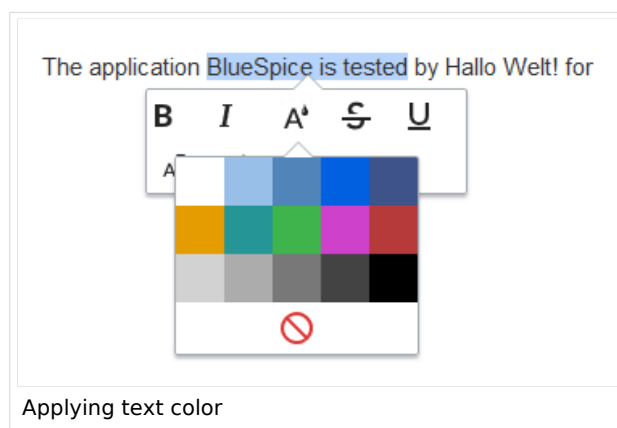 The application BlueSpice is tested by Hallo Welt! for
B I A S U
A
Applying text color